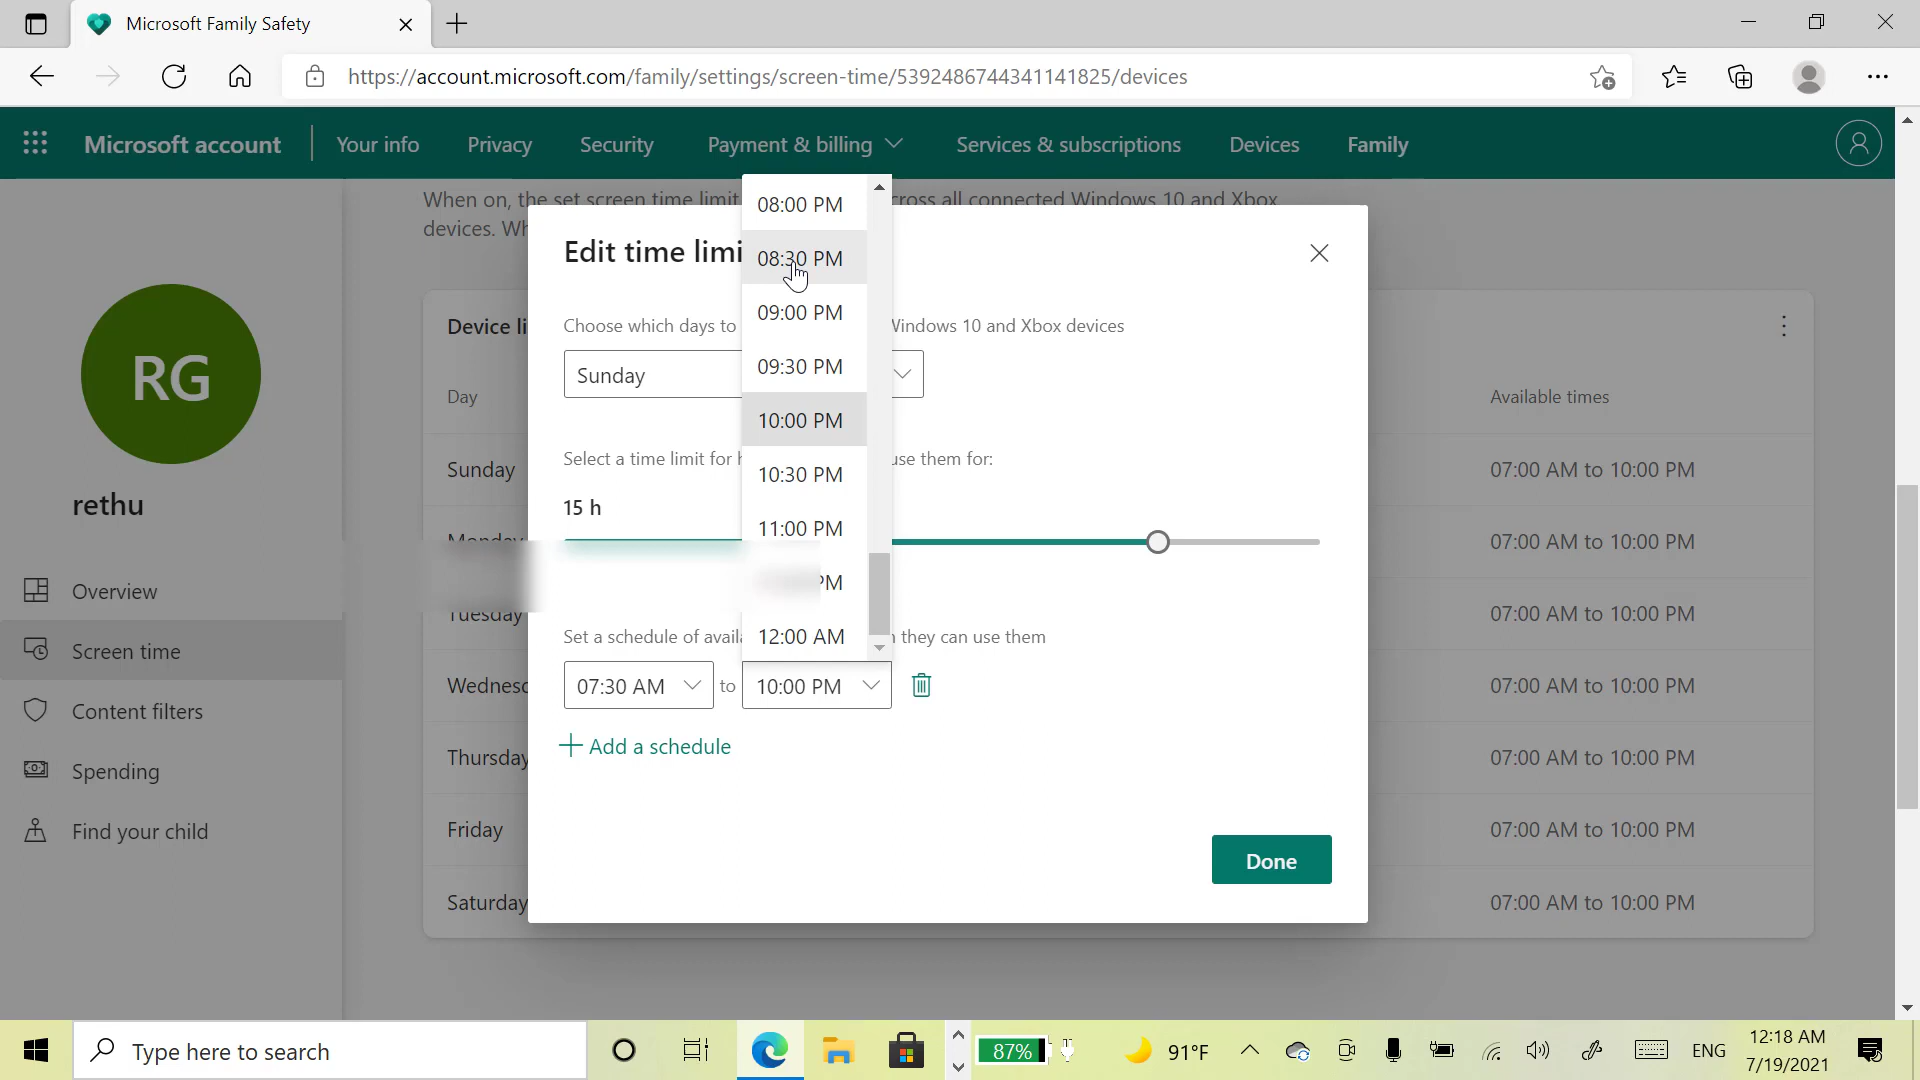 Microsoft Family Safety
https://account.microsoft.com/family/settings/screen-time/5392486744341141825/devices
Microsoft account
Your info
Privacy
Security
Payment & billing
Services & subscriptions
Devices
Family
When on, the set screen time limit cross all connected Windows 10 and Xbox
devices. Wh
RG
rethu
Overview
Screen time
Content filters
Spending
Find your child
Device li
Day
Available times
Sunday
07:00 AM to 10:00 PM
Monday
07:00 AM to 10:00 PM
Tuesday
07:00 AM to 10:00 PM
Wednesd
07:00 AM to 10:00 PM
Thursday
07:00 AM to 10:00 PM
Friday
07:00 AM to 10:00 PM
Saturday
07:00 AM to 10:00 PM
Edit time limi
Choose which days to Windows 10 and Xbox devices
Sunday
Select a time limit for h use them for:
15 h
Set a schedule of availa n they can use them
07:30 AM to 10:00 PM
Add a schedule
Done
08:00 PM
08:30 PM
09:00 PM
09:30 PM
10:00 PM
10:30 PM
11:00 PM
PM
12:00 AM
Type here to search
87%
91°F
ENG
12:18 AM
7/19/2021